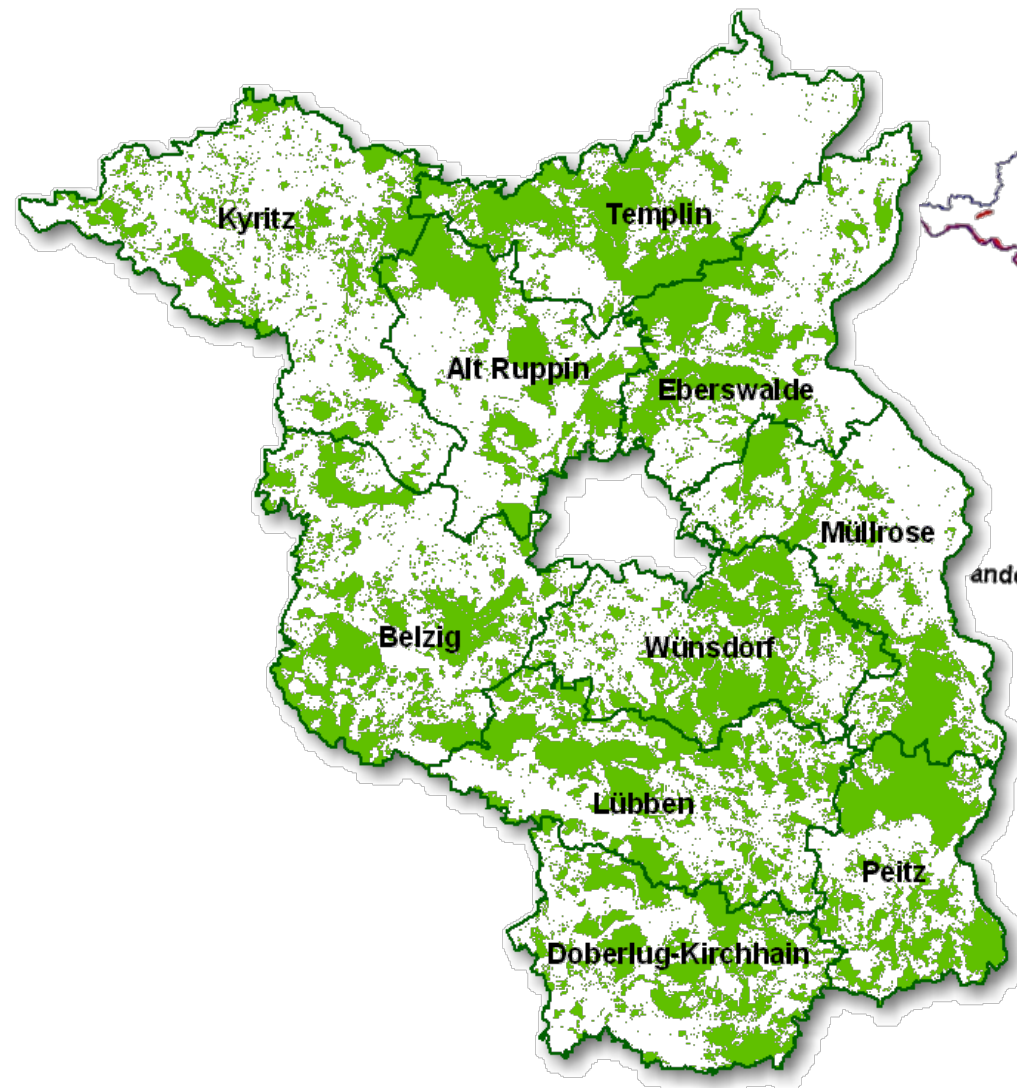 Templin
Kyritz
Alt Ruppin
Eberswalde
Müllrose
Belzig
Wünsdorf
Lübben
Peitz
Doberlug-Kirchhain